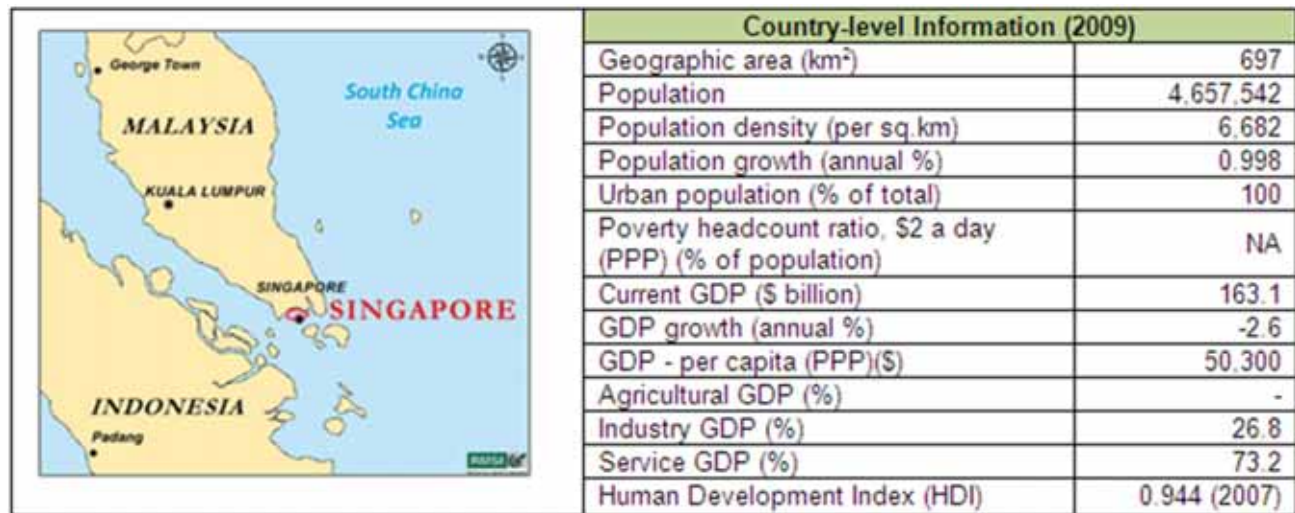 George Town
South China
Sea
MALAYSIA
KUALA LUMPUR
SINGAPORE
SINGAPORE
INDONESIA
Padang
Country-level Information (2009)
Geographic area (km²) 697
Population 4,657,542
Population density (per sq.km) 6,682
Population growth (annual %) 0.998
Urban population (% of total) 100
Poverty headcount ratio, $2 a day
(PPP) (% of population) NA
Current GDP ($ billion) 163.1
GDP growth (annual %) -2.6
GDP - per capita (PPP)($) 50,300
Agricultural GDP (%) -
Industry GDP (%) 26.8
Service GDP (%) 73.2
Human Development Index (HDI) 0.944 (2007)